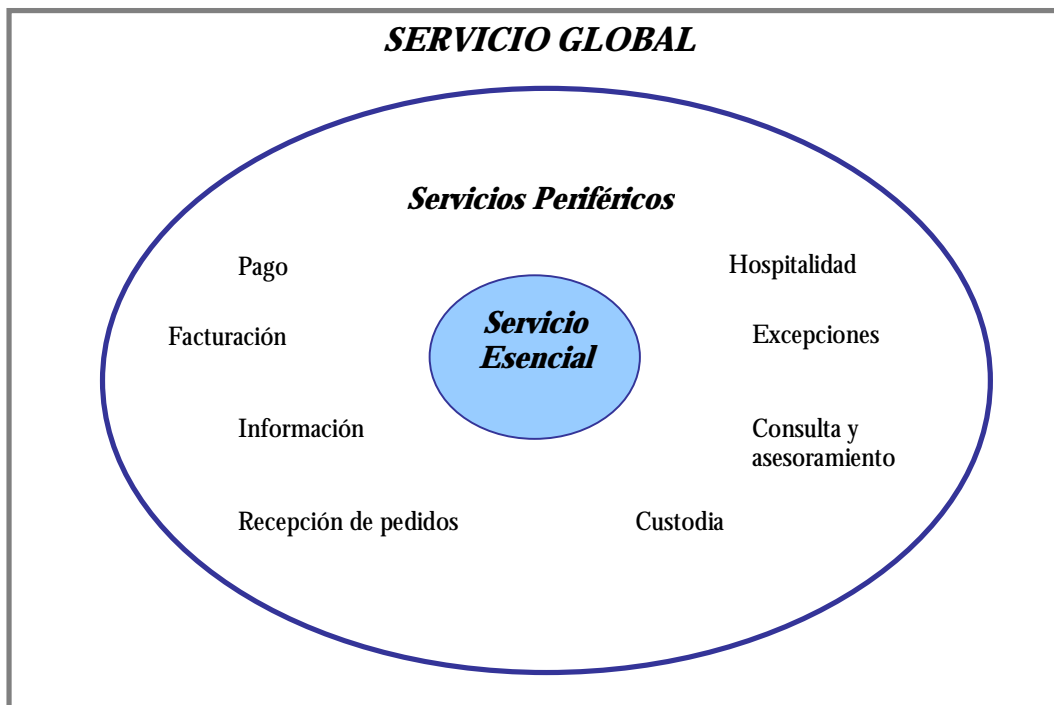 SERVICIO GLOBAL
Servicios Periféricos
Pago
Hospitalidad
Servicio
Esencial
Facturación
Excepciones
Información
Consulta y
asesoramiento
Recepción de pedidos
Custodia